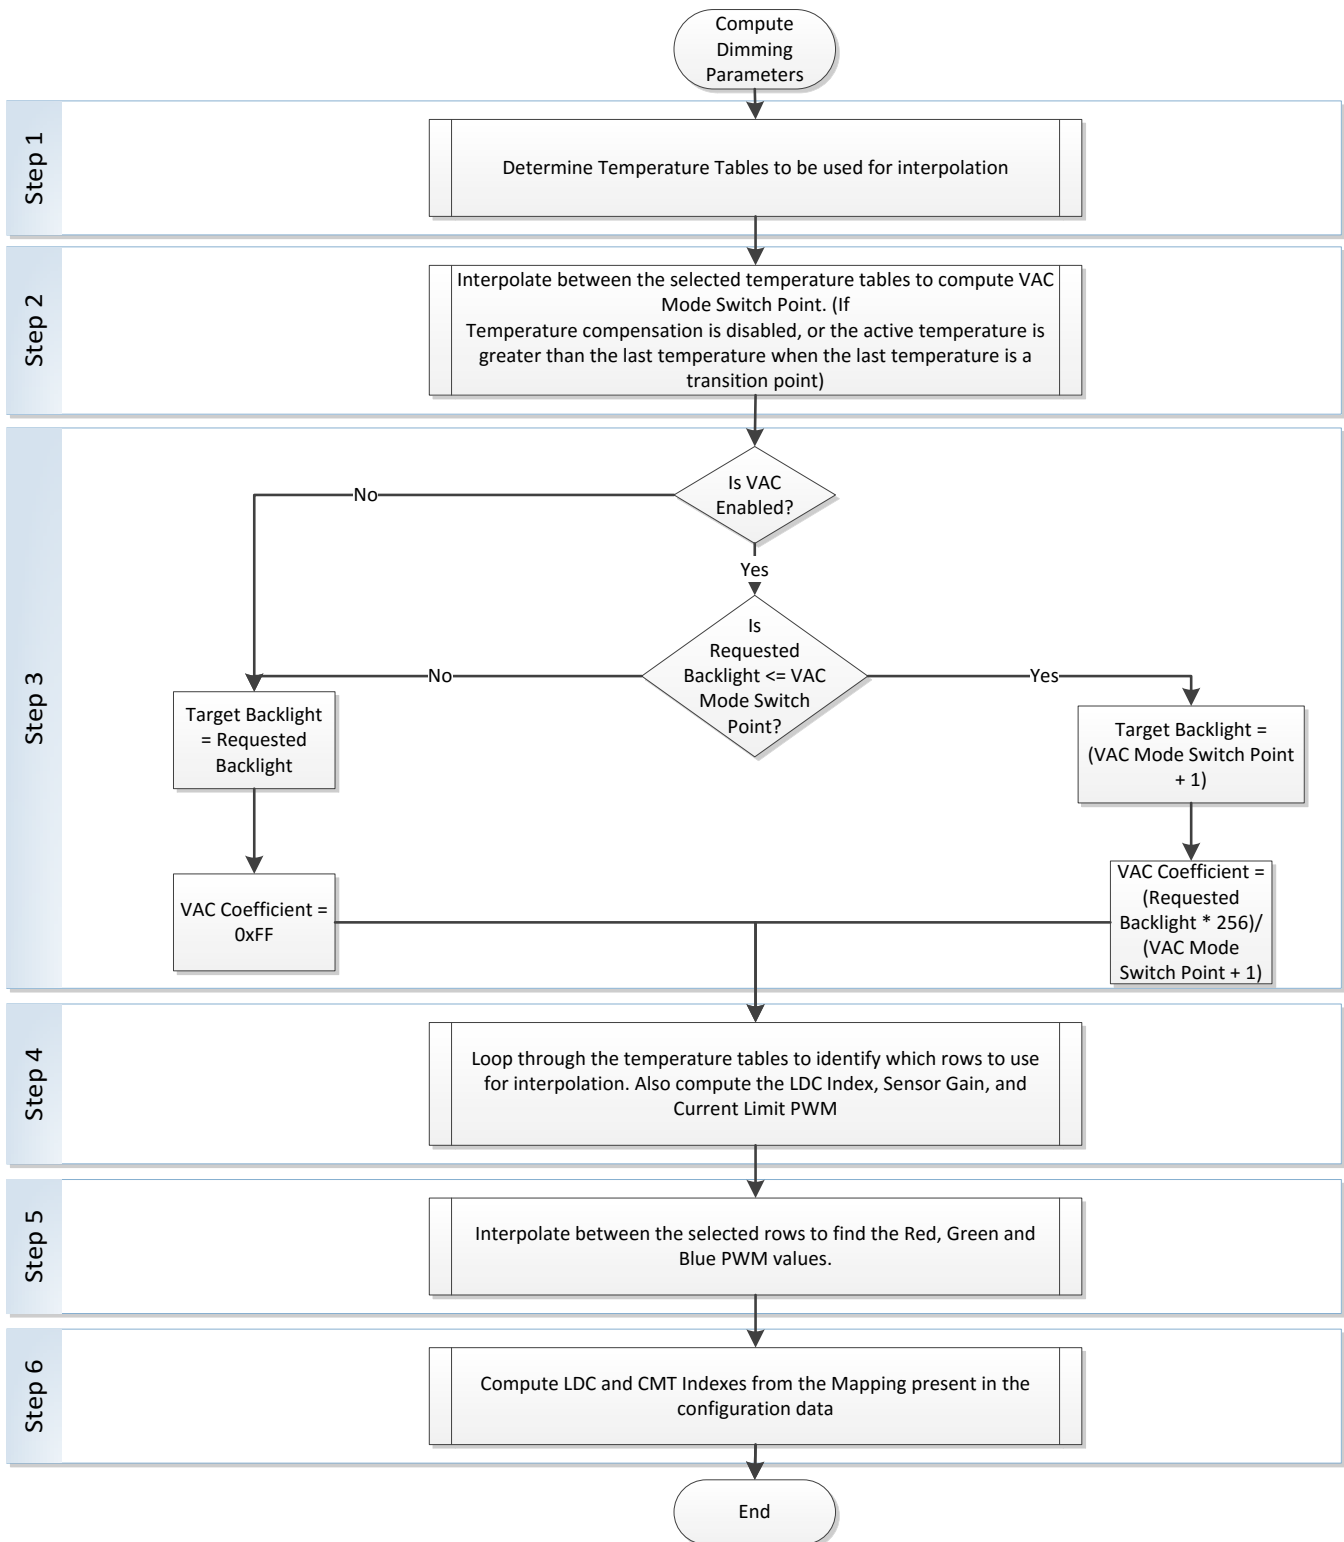 Compute
Dimming
Parameters
Step 1
Determine Temperature Tables to be used for interpolation
Step 2
Interpolate between the selected temperature tables to compute VAC
Mode Switch Point. (If
Temperature compensation is disabled, or the active temperature is
greater than the last temperature when the last temperature is a
transition point)
Step 3
Is VAC
Enabled?
No
Yes
Is
Requested
Backlight <= VAC
Mode Switch
Point?
No
Yes
Target Backlight
= Requested
Backlight
Target Backlight =
(VAC Mode Switch Point
+ 1)
VAC Coefficient =
0xFF
VAC Coefficient =
(Requested
Backlight * 256)/
(VAC Mode
Switch Point + 1)
Step 4
Loop through the temperature tables to identify which rows to use
for interpolation. Also compute the LDC Index, Sensor Gain, and
Current Limit PWM
Step 5
Interpolate between the selected rows to find the Red, Green and
Blue PWM values.
Step 6
Compute LDC and CMT Indexes from the Mapping present in the
configuration data
End